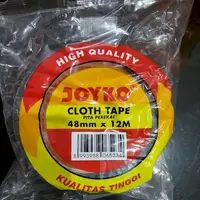 HIGH QUALITY
JOYKO
CLOTH TAPE
PITA PEREKAT
48mm x 12M
KUALITAS TINGGI